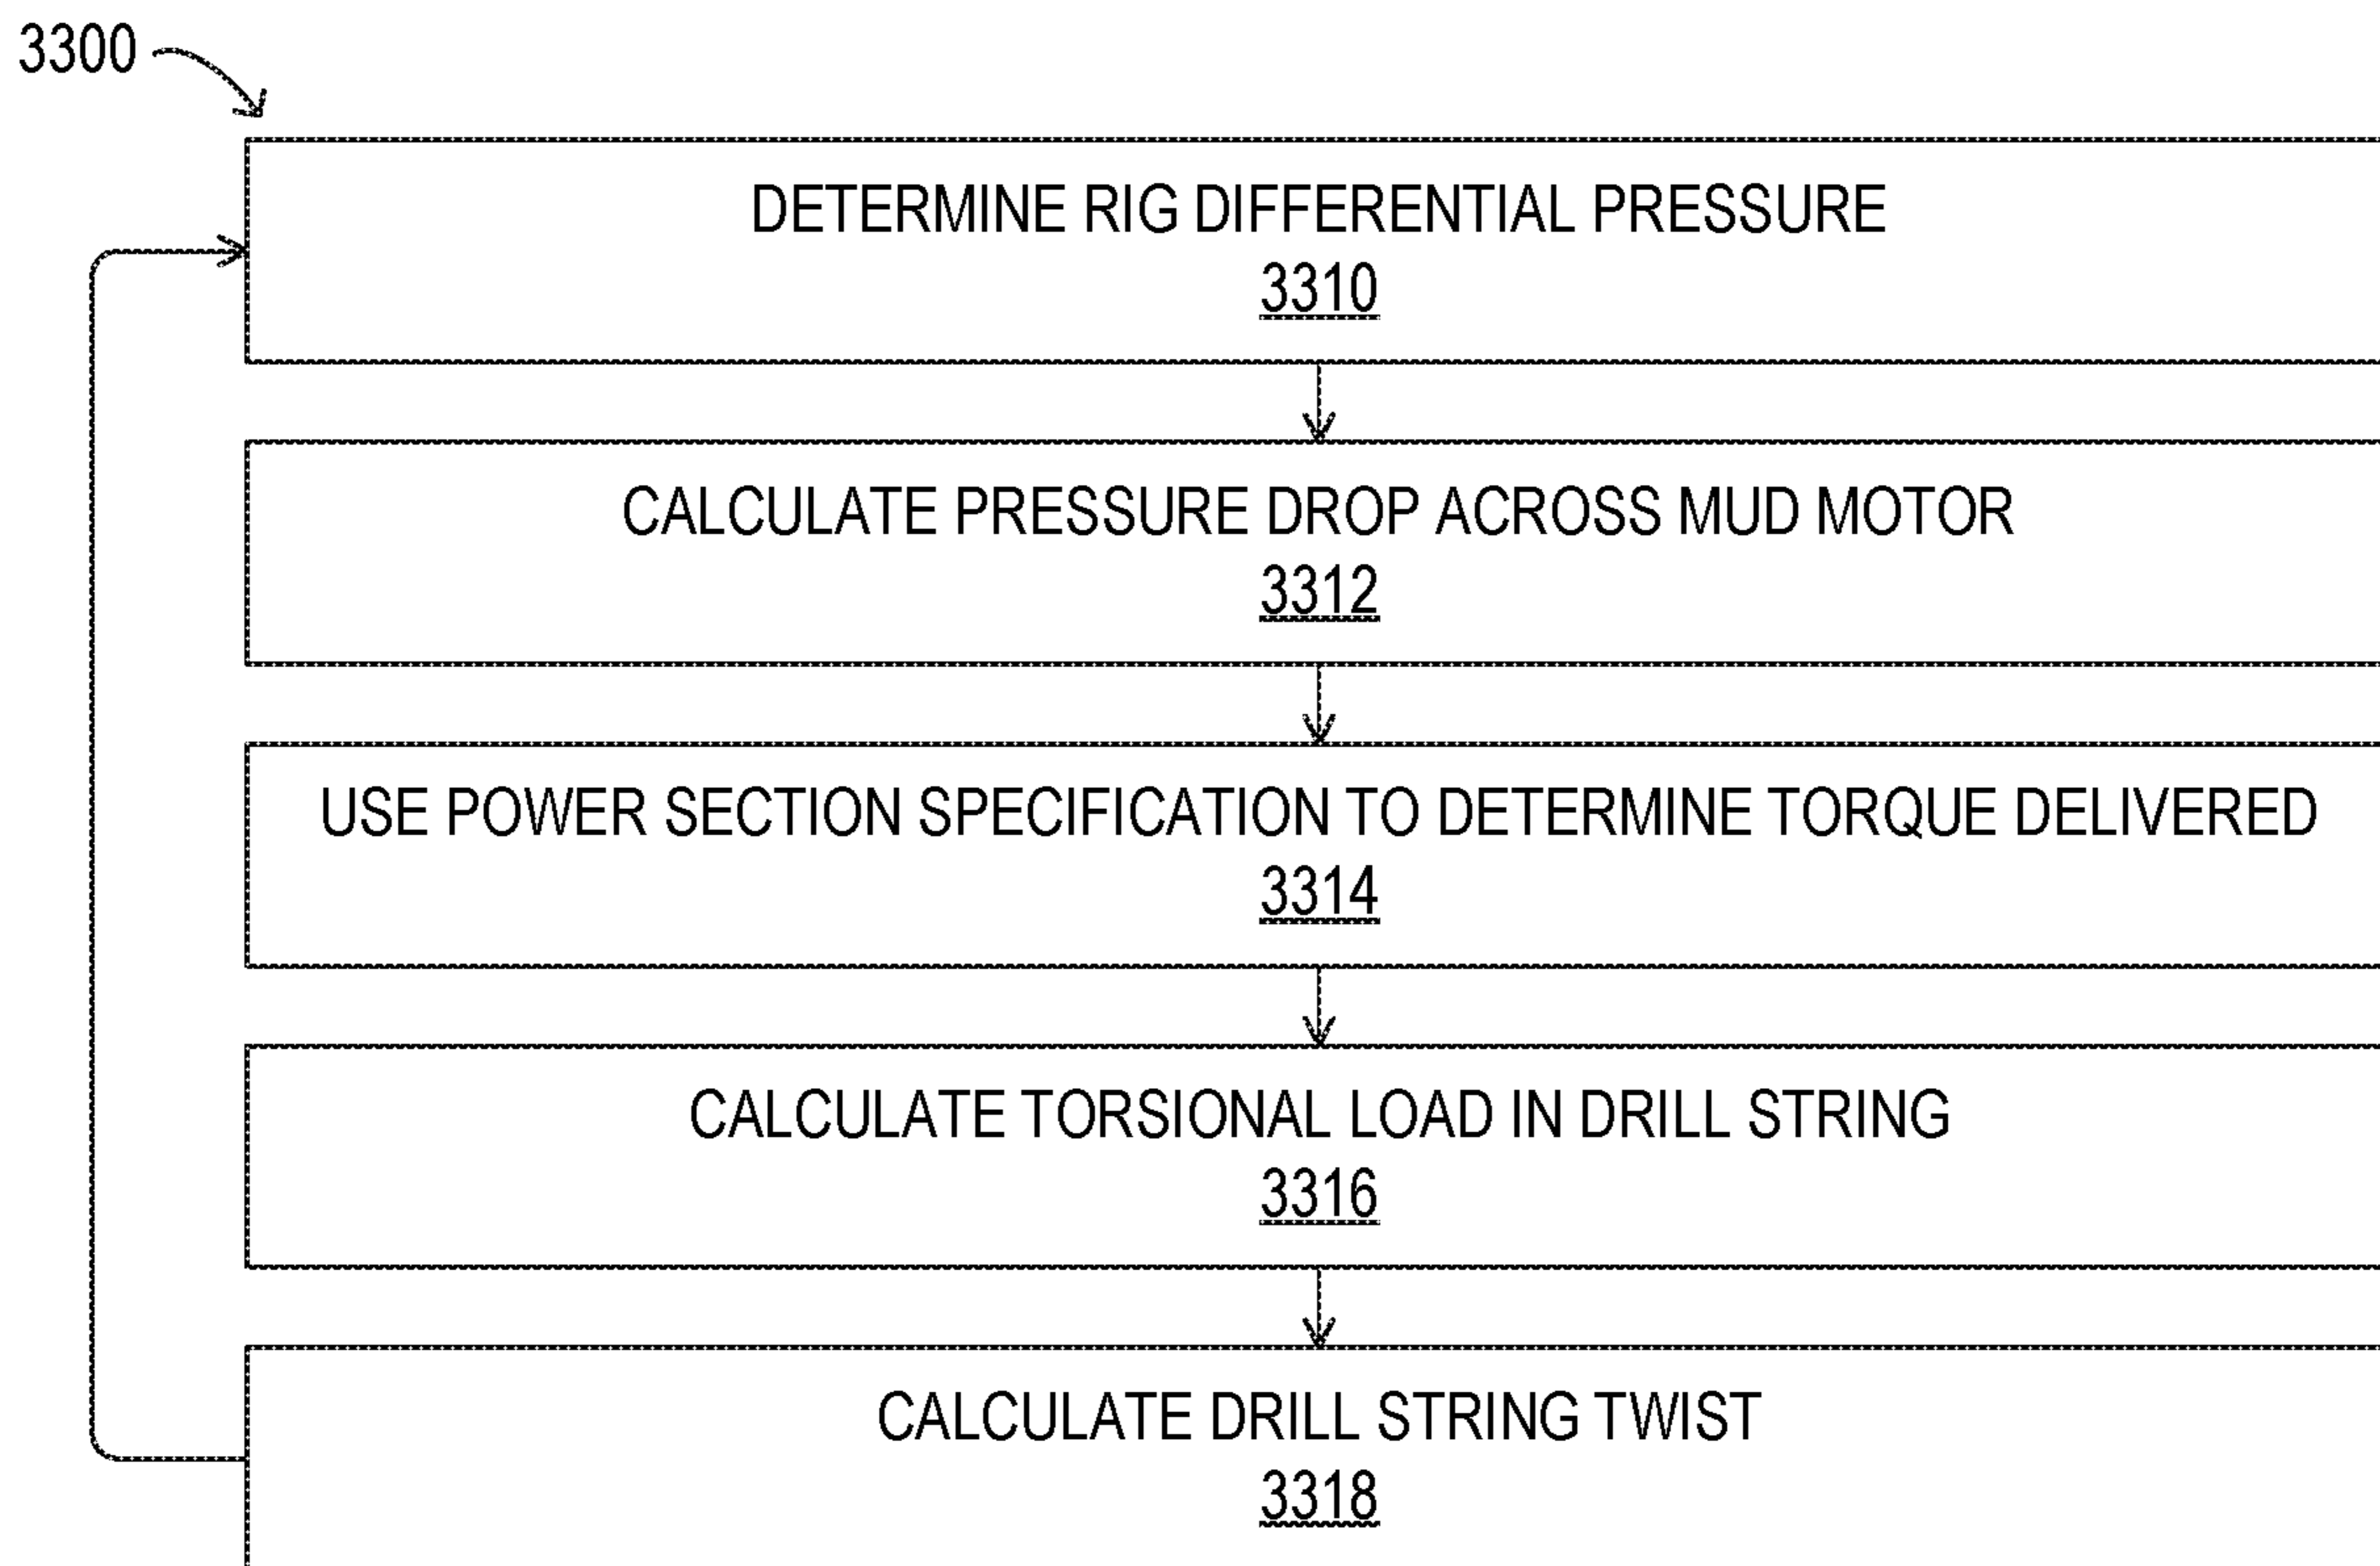 3300
DETERMINE RIG DIFFERENTIAL PRESSURE
3310
CALCULATE PRESSURE DROP ACROSS MUD MOTOR
3312
USE POWER SECTION SPECIFICATION TO DETERMINE TORQUE DELIVERED
3314
CALCULATE TORSIONAL LOAD IN DRILL STRING
3316
CALCULATE DRILL STRING TWIST
3318